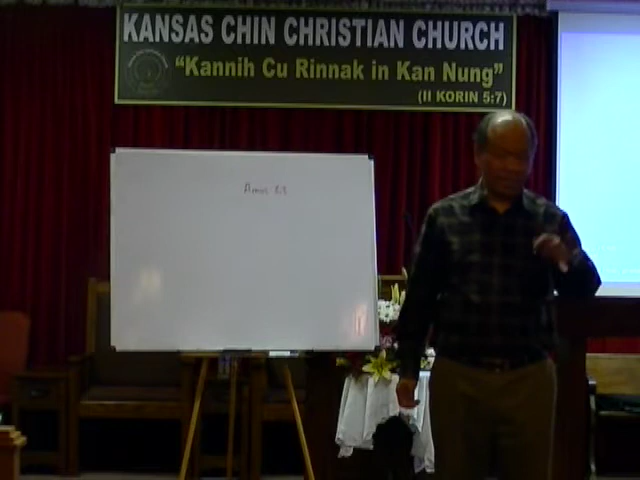 KANSAS CHIN CHRISTIAN CHURCH
“Kannih Cu Rinnak in Kan Nung”
(II KORIN 5:7)